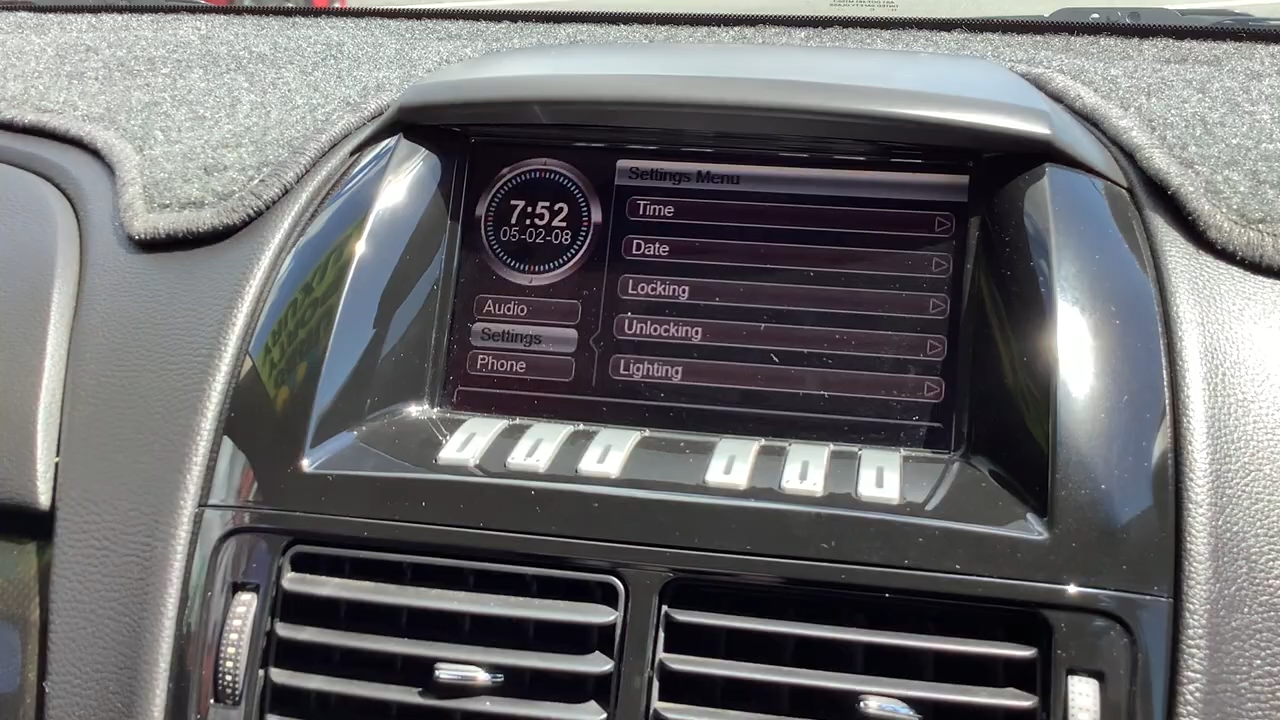 7:52
05-02-08
Audio
Settings
Phone
Settings Menu
Time
Date
Locking
Unlocking
Lighting